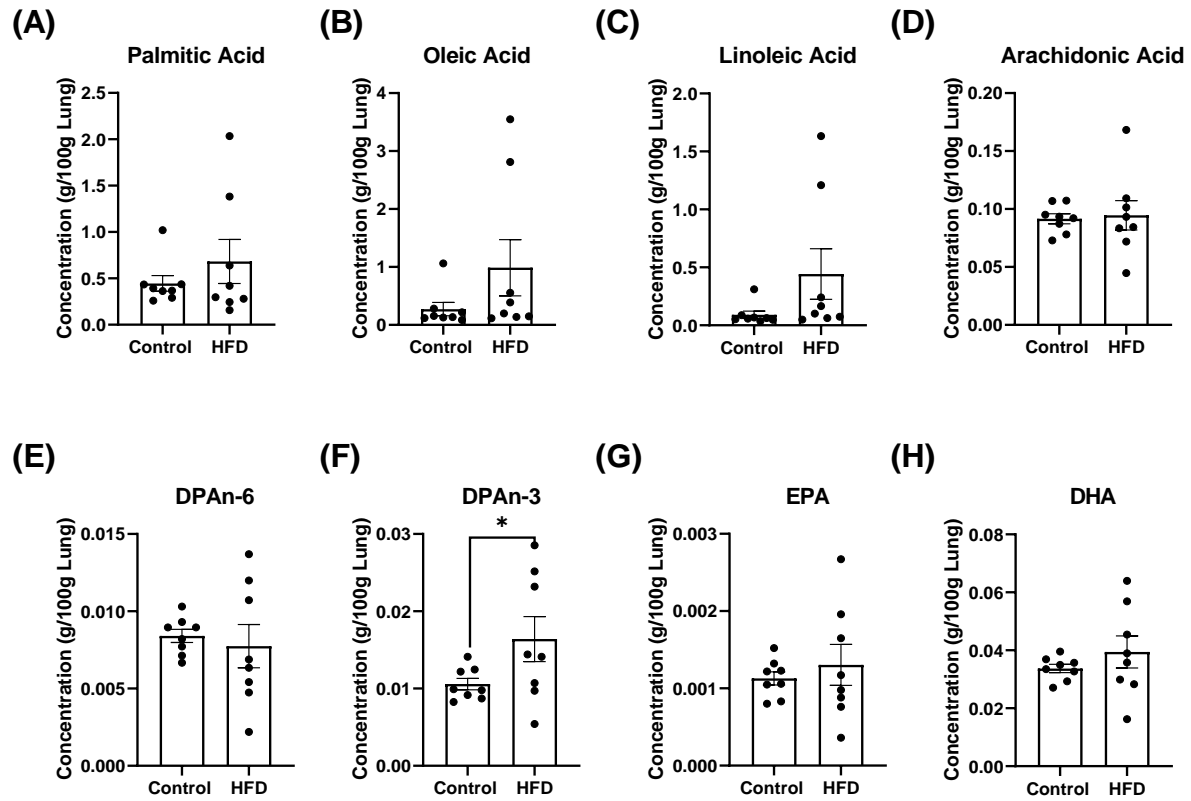 (A)
Palmitic Acid
Concentration (g/100g Lung)
2.5
2.0
1.5
1.0
0.5
0.0
Control HFD
(B)
Oleic Acid
Concentration (g/100g Lung)
4
3
2
1
0
Control HFD
(C)
Linoleic Acid
Concentration (g/100g Lung)
2.0
1.5
1.0
0.5
0.0
Control HFD
(D)
Arachidonic Acid
Concentration (g/100g Lung)
0.20
0.15
0.10
0.05
0.00
Control HFD
(E)
DPAn-6
Concentration (g/100g Lung)
0.015
0.010
0.005
0.000
Control HFD
(F)
DPAn-3
*
Concentration (g/100g Lung)
0.03
0.02
0.01
0.00
Control HFD
(G)
EPA
Concentration (g/100g Lung)
0.003
0.002
0.001
0.000
Control HFD
(H)
DHA
Concentration (g/100g Lung)
0.08
0.06
0.04
0.02
0.00
Control HFD